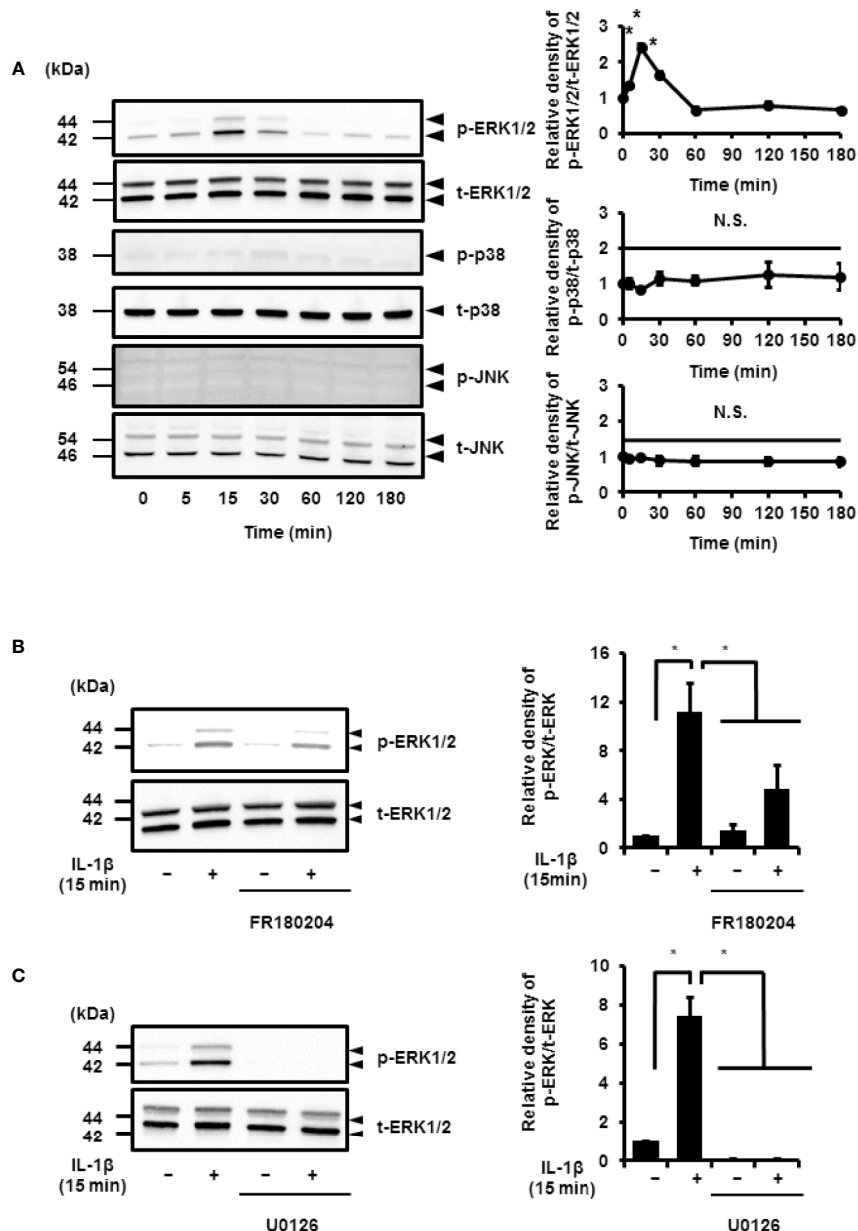 A
(kDa)
44
42
p-ERK1/2
44
42
t-ERK1/2
38
p-p38
38
t-p38
54
46
p-JNK
54
46
t-JNK
0 5 15 30 60 120 180
Time (min)
Relative density of
p-ERK1/2/t-ERK1/2
3
2
1
0
* * *
0 30 60 90 120 150 180
Time (min)
Relative density of
p-p38/t-p38
3
2
1
0
N.S.
0 30 60 90 120 150 180
Time (min)
Relative density of
p-JNK/t-JNK
3
2
1
0
N.S.
0 30 60 90 120 150 180
Time (min)
B
(kDa)
44
42
p-ERK1/2
44
42
t-ERK1/2
IL-1β
(15 min)
– + – +
FR180204
Relative density of
p-ERK/t-ERK
16
12
8
4
0
* *
IL-1β
(15min)
– + – +
FR180204
C
(kDa)
44
42
p-ERK1/2
44
42
t-ERK1/2
IL-1β
(15 min)
– + – +
U0126
Relative density of
p-ERK/t-ERK
10
8
6
4
2
0
* *
IL-1β
(15 min)
– + – +
U0126